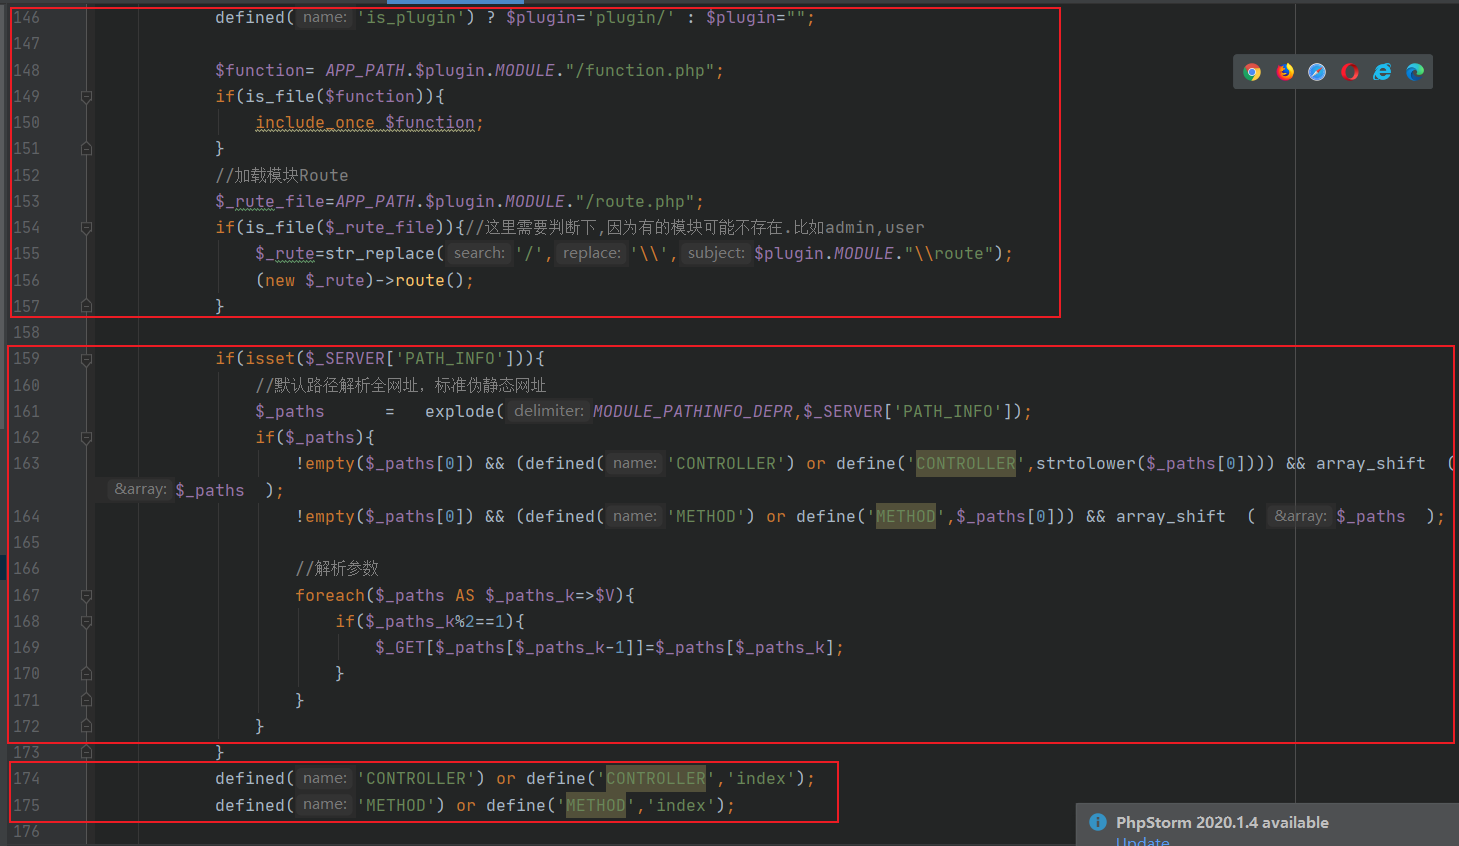 146 defined( name: 'is_plugin') ? $plugin='plugin/' : $plugin="";
147
148 $function= APP_PATH.$plugin.MODULE."/function.php";
149 if(is_file($function)){
150 include_once $function;
151 }
152 //加载模块Route
153 $_rute_file=APP_PATH.$plugin.MODULE."/route.php";
154 if(is_file($_rute_file)){//这里需要判断下,因为有的模块可能不存在.比如admin,user
155 $_rute=str_replace( search: '/', replace: '\\', subject: $plugin.MODULE."\\route");
156 (new $_rute)->route();
157 }
158
159 if(isset($_SERVER['PATH_INFO'])){
160 //默认路径解析全网址，标准伪静态网址
161 $_paths = explode( delimiter: MODULE_PATHINFO_DEPR,$_SERVER['PATH_INFO']);
162 if($_paths){
163 !empty($_paths[0]) && (defined( name: 'CONTROLLER') or define('CONTROLLER',strtolower($_paths[0]))) && array_shift (
&array: $_paths );
164 !empty($_paths[0]) && (defined( name: 'METHOD') or define('METHOD',$_paths[0])) && array_shift ( &array: $_paths );
165
166 //解析参数
167 foreach($_paths AS $_paths_k=>$V){
168 if($_paths_k%2==1){
169 $_GET[$_paths[$_paths_k-1]]=$_paths[$_paths_k];
170 }
171 }
172 }
173 }
174 defined( name: 'CONTROLLER') or define('CONTROLLER','index');
175 defined( name: 'METHOD') or define('METHOD','index');
176
PhpStorm 2020.1.4 available
Update